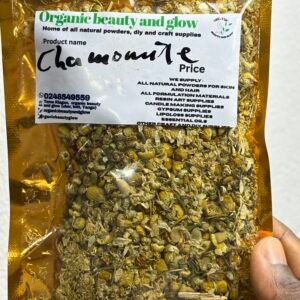 Organic beauty and glow
Home of all natural powders, diy and craft supplies
Product name
Chamomile
Price
WE SUPPLY
ALL NATURAL POWDERS FOR SKIN
AND HAIR
ALL FORMULATION MATERIALS
RESIN ART SUPPLIES
CANDLE MAKING SUPPLIES
GYPSUM SUPPLIES
LIPGLOSS SUPPLIES
ESSENTIAL OILS
0248549559
organic beauty